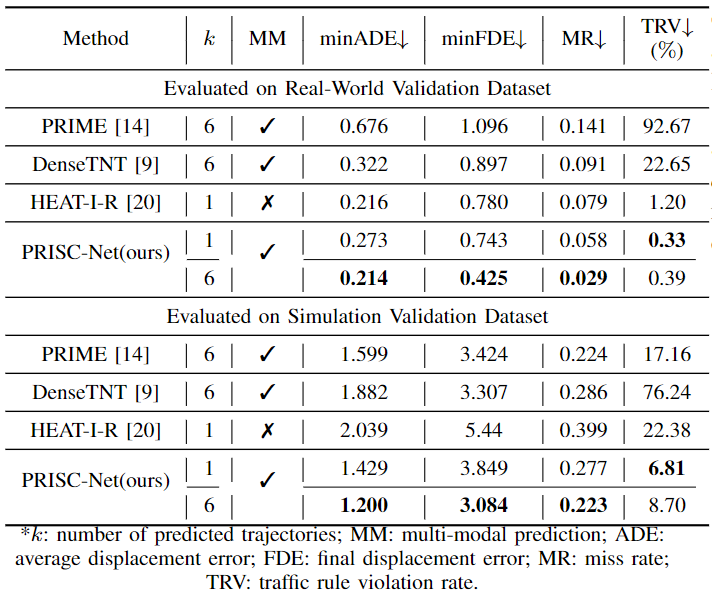 Method k MM minADE↓ minFDE↓ MR↓ TRV↓ (%)
Evaluated on Real-World Validation Dataset
PRIME [14] 6 ✓ 0.676 1.096 0.141 92.67
DenseTNT [9] 6 ✓ 0.322 0.897 0.091 22.65
HEAT-I-R [20] 1 ✗ 0.216 0.780 0.079 1.20
PRISC-Net(ours) ✓ 1 0.273 0.743 0.058 0.33
6 0.214 0.425 0.029 0.39
Evaluated on Simulation Validation Dataset
PRIME [14] 6 ✓ 1.599 3.424 0.224 17.16
DenseTNT [9] 6 ✓ 1.882 3.307 0.286 76.24
HEAT-I-R [20] 1 ✗ 2.039 5.44 0.399 22.38
PRISC-Net(ours) ✓ 1 1.429 3.849 0.277 6.81
6 1.200 3.084 0.223 8.70
*k: number of predicted trajectories; MM: multi-modal prediction; ADE:
average displacement error; FDE: final displacement error; MR: miss rate;
TRV: traffic rule violation rate.